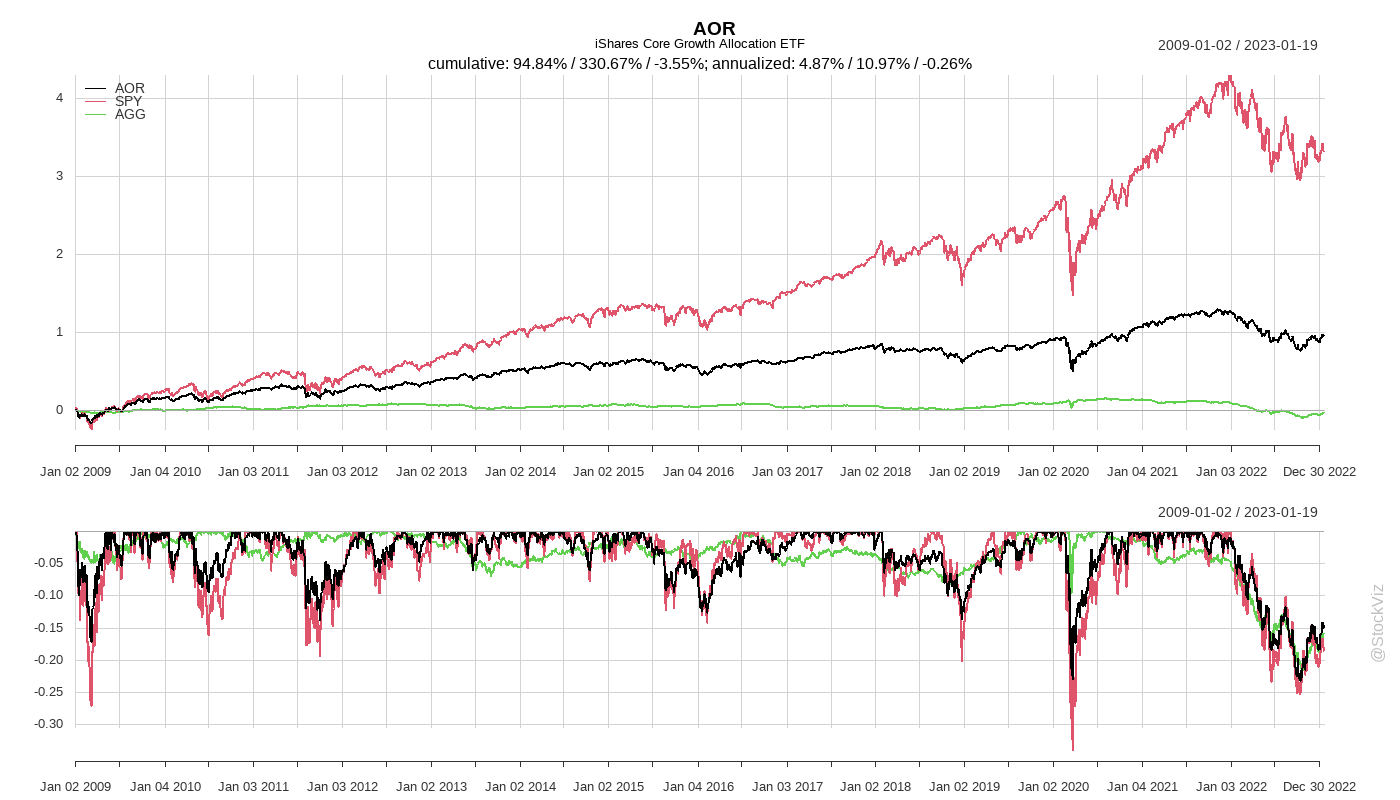 AOR
iShares Core Growth Allocation ETF
2009-01-02 / 2023-01-19
cumulative: 94.84% / 330.67% / -3.55%; annualized: 4.87% / 10.97% / -0.26%
AOR
SPY
AGG
4
3
2
1
0
Jan 02 2009 Jan 04 2010 Jan 03 2011 Jan 03 2012 Jan 02 2013 Jan 02 2014 Jan 02 2015 Jan 04 2016 Jan 03 2017 Jan 02 2018 Jan 02 2019 Jan 02 2020 Jan 04 2021 Jan 03 2022 Dec 30 2022
2009-01-02 / 2023-01-19
-0.05
-0.10
-0.15
-0.20
-0.25
-0.30
Jan 02 2009 Jan 04 2010 Jan 03 2011 Jan 03 2012 Jan 02 2013 Jan 02 2014 Jan 02 2015 Jan 04 2016 Jan 03 2017 Jan 02 2018 Jan 02 2019 Jan 02 2020 Jan 04 2021 Jan 03 2022 Dec 30 2022
@StockViz